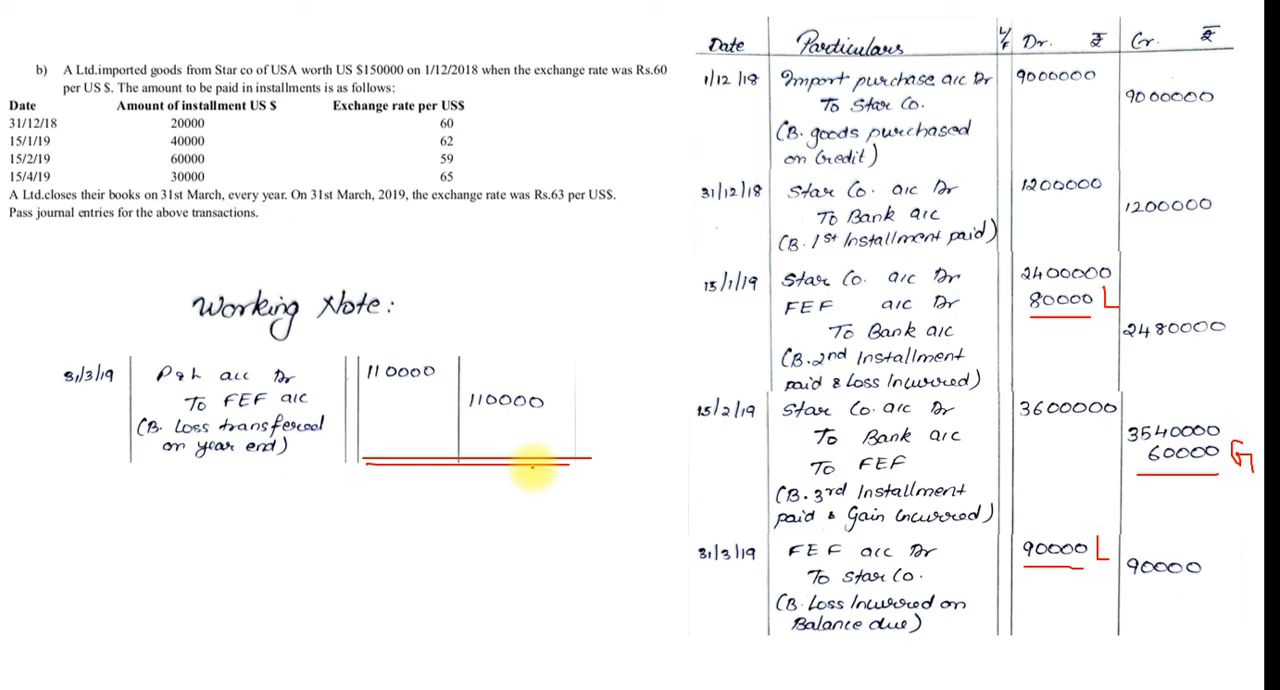 b) A Ltd.imported goods from Star co of USA worth US $150000 on 1/12/2018 when the exchange rate was Rs.60
per US $. The amount to be paid in installments is as follows:
Date Amount of installment US $ Exchange rate per US$
31/12/18 20000 60
15/1/19 40000 62
15/2/19 60000 59
15/4/19 30000 65
A Ltd.closes their books on 31st March, every year. On 31st March, 2019, the exchange rate was Rs.63 per US$.
Pass journal entries for the above transactions.
Working Note:
31/3/19 P & L a/c Dr 110000
To FEF a/c 110000
(B. Loss transfered
on year end)
Date Particulars L/F Dr. ₹ Cr. ₹
1/12/18 Import purchase a/c Dr 9000000
To Star Co. 9000000
(B. goods purchased
on Credit)
31/12/18 Star Co. a/c Dr 1200000
To Bank a/c 1200000
(B. 1st Installment paid)
15/1/19 Star Co. a/c Dr 2400000
FEF a/c Dr 80000 L
To Bank a/c 2480000
(B. 2nd Installment
paid & Loss Incurred)
15/2/19 Star Co. a/c Dr 3600000
To Bank a/c 3540000
To FEF 60000 G
(B. 3rd Installment
paid & Gain incurred)
31/3/19 FEF a/c Dr 90000 L
To Star Co. 90000
(B. Loss Incurred on
Balance due)